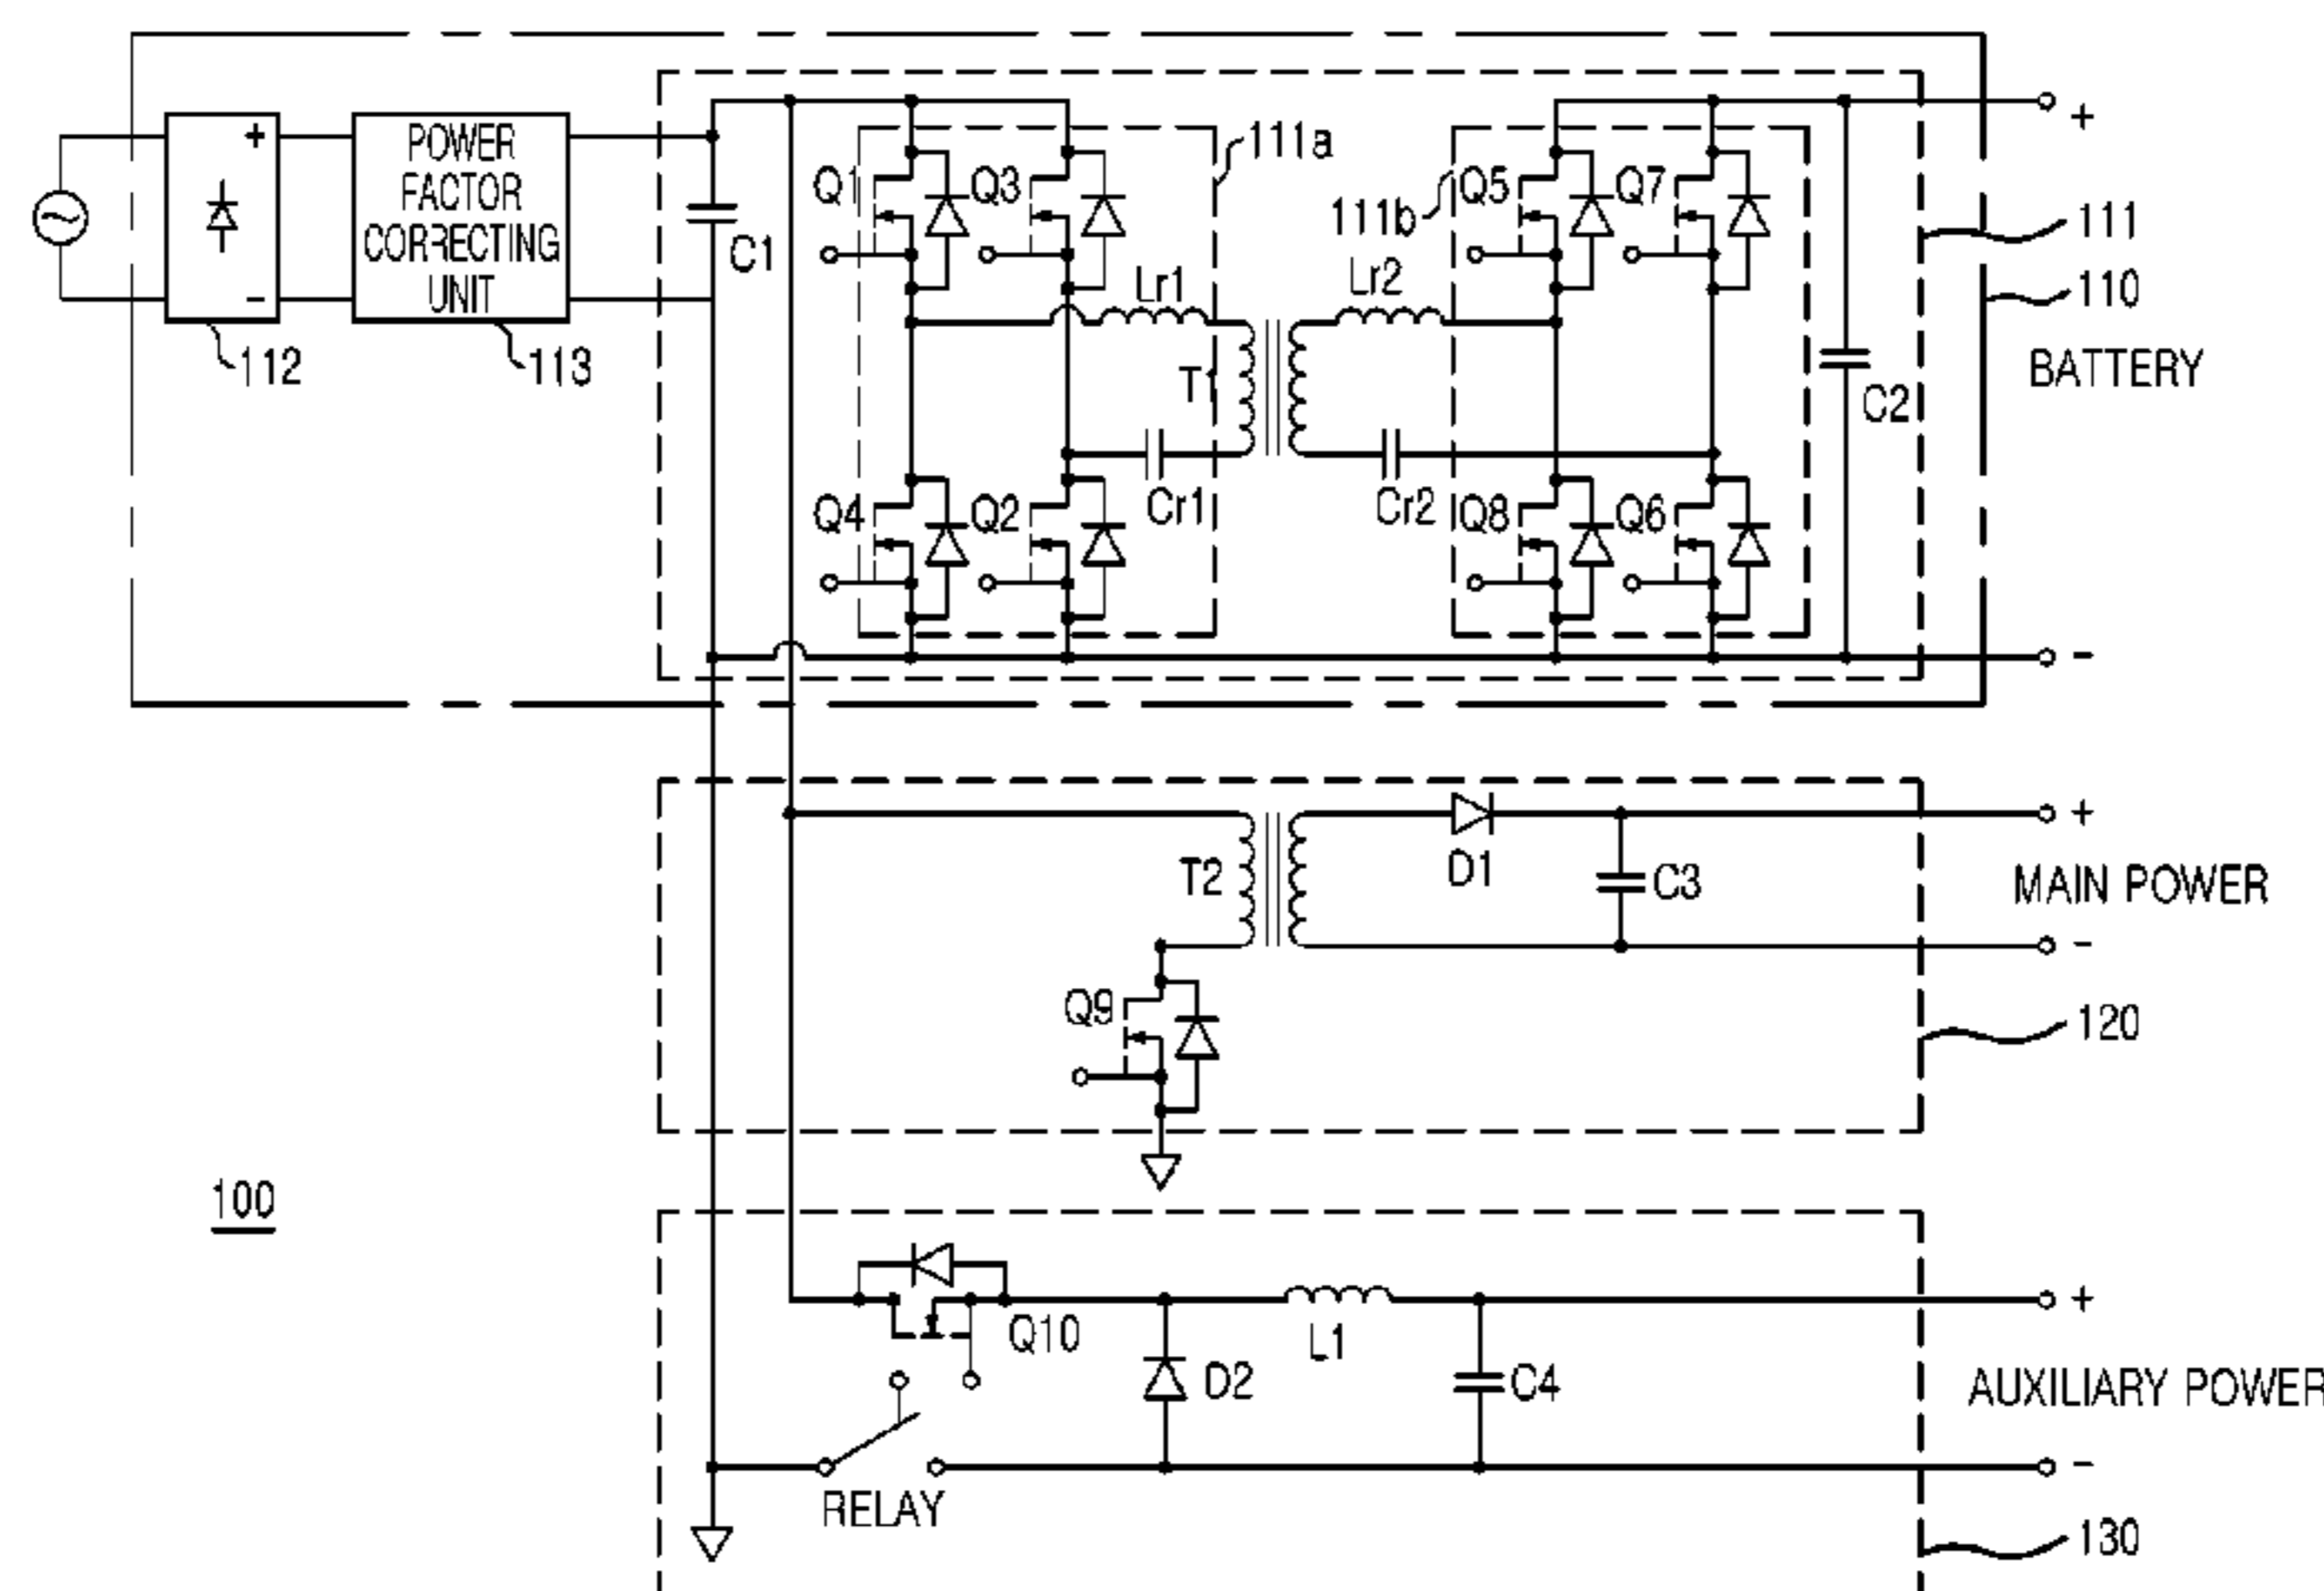 POWER
FACTOR
CORRECTING
UNIT
+
−
112
113
C1
Q1
Q3
111a
111b
Q5
Q7
+
111
110
Lr1
Lr2
T1
BATTERY
C2
Q4
Q2
Cr1
Cr2
Q8
Q6
−
+
T2
D1
C3
MAIN POWER
−
Q9
120
100
Q10
L1
+
D2
C4
AUXILIARY POWER
−
RELAY
130